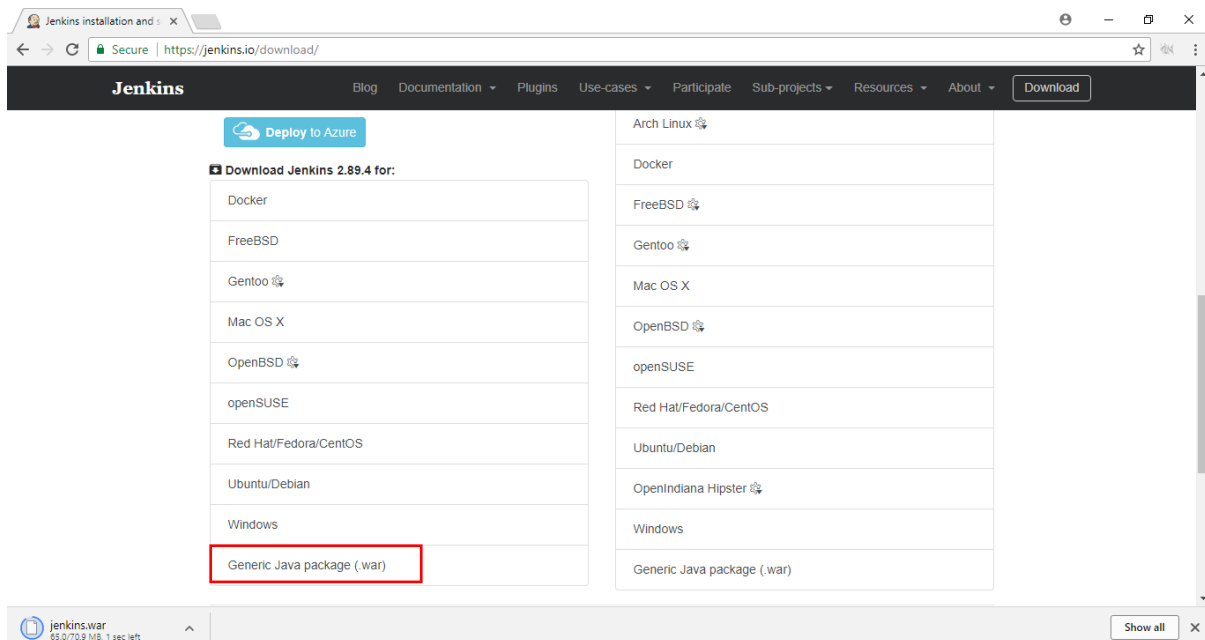 Jenkins installation and s
Secure | https://jenkins.io/download/
Jenkins Blog Documentation Plugins Use-cases Participate Sub-projects Resources About Download
Deploy to Azure
Download Jenkins 2.89.4 for:
Docker
FreeBSD
Gentoo
Mac OS X
OpenBSD
openSUSE
Red Hat/Fedora/CentOS
Ubuntu/Debian
Windows
Generic Java package (.war)
Arch Linux
Docker
FreeBSD
Gentoo
Mac OS X
OpenBSD
openSUSE
Red Hat/Fedora/CentOS
Ubuntu/Debian
OpenIndiana Hipster
Windows
Generic Java package (.war)
jenkins.war
65.0/70.9 MB, 1 sec left
Show all